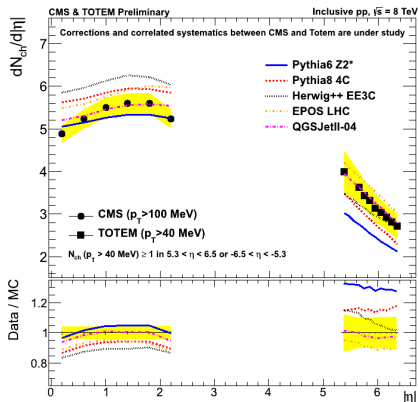 CMS & TOTEM Preliminary
Inclusive pp, √s = 8 TeV
Corrections and correlated systematics between CMS and Totem are under study
dN_ch/d|η|
7
6
5
4
3
2
Pythia6 Z2*
Pythia8 4C
Herwig++ EE3C
EPOS LHC
QGSJetII-04
CMS (p_T>100 MeV)
TOTEM (p_T>40 MeV)
N_ch (p_T > 40 MeV) ≥ 1 in 5.3 < η < 6.5 or -6.5 < η < -5.3
Data / MC
1.2
1
0.8
0 1 2 3 4 5 6
|η|